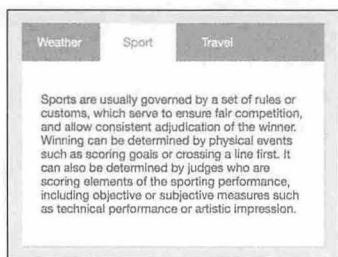 Weather Sport Travel
Sports are usually governed by a set of rules or
customs, which serve to ensure fair competition,
and allow consistent adjudication of the winner.
Winning can be determined by physical events
such as scoring goals or crossing a line first. It
can also be determined by judges who are
scoring elements of the sporting performance,
including objective or subjective measures such
as technical performance or artistic impression.